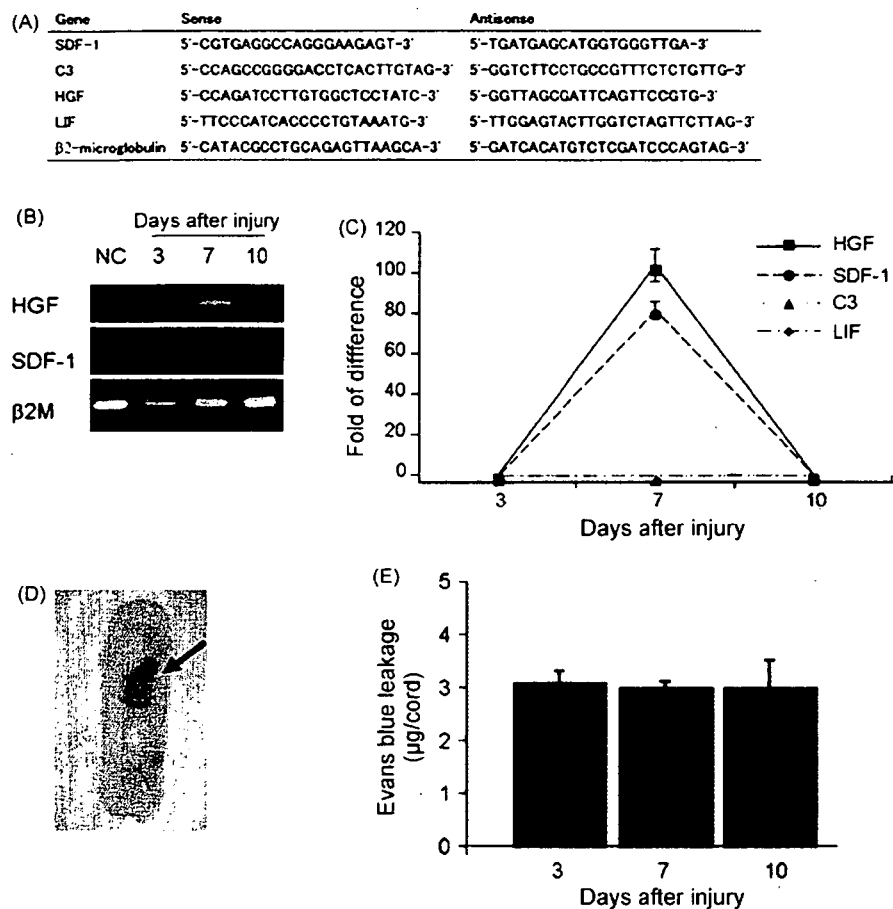 (A) Gene Sense Antisense
SDF-1 5'-CGTGAGGCCAGGGAAGAGT-3' 5'-TGATGAGCATGGTGGGTTGA-3'
C3 5'-CCAGCCGGGGACCTCACTTGTAG-3' 5'-GGTCTTCCTGCCGTTTCTCTGTTG-3'
HGF 5'-CCAGATCCTTGTGGCTCCTATC-3' 5'-GGTTAGCGATTCAGTTCCGTG-3'
LIF 5'-TTCCCATCACCCCTGTAAATG-3' 5'-TTGGAGTACTTGGTCTAGTTCTTAG-3'
β2-microglobulin 5'-CATACGCCTGCAGAGTTAAGCA-3' 5'-GATCACATGTCTCGATCCCAGTAG-3'
(B)
Days after injury
NC 3 7 10
HGF
SDF-1
β2M
(C)
120
100
80
60
40
20
0
Fold of diffference
3 7 10
Days after injury
HGF
SDF-1
C3
LIF
(D)
(E)
5
4
3
2
1
0
Evans blue leakage
(µg/cord)
3 7 10
Days after injury